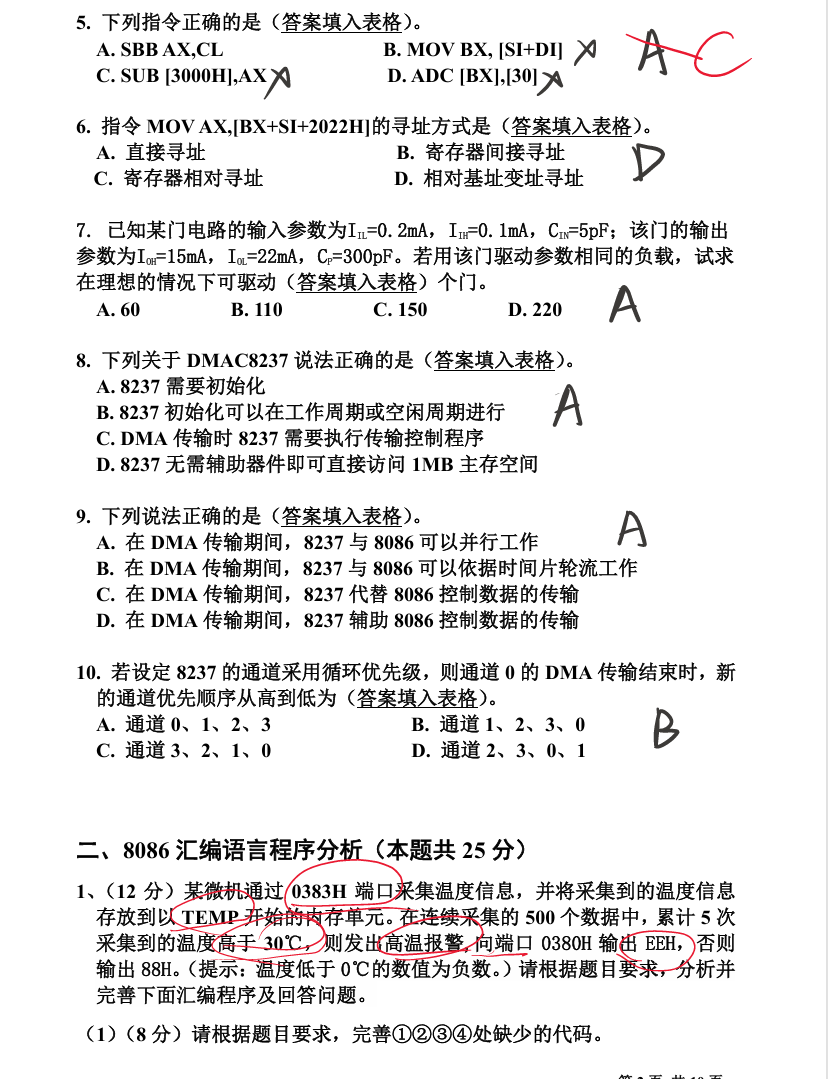 5. 下列指令正确的是（答案填入表格）。
A. SBB AX,CL B. MOV BX, [SI+DI] × A C
C. SUB [3000H],AX × D. ADC [BX],[30] ×
6. 指令 MOV AX,[BX+SI+2022H]的寻址方式是（答案填入表格）。
A. 直接寻址 B. 寄存器间接寻址 D
C. 寄存器相对寻址 D. 相对基址变址寻址
7. 已知某门电路的输入参数为IIL=0.2mA，IIH=0.1mA，CIN=5pF；该门的输出
参数为IOH=15mA，IOL=22mA，CP=300pF。若用该门驱动参数相同的负载，试求
在理想的情况下可驱动（答案填入表格）个门。
A. 60 B. 110 C. 150 D. 220 A
8. 下列关于 DMAC8237 说法正确的是（答案填入表格）。
A. 8237 需要初始化
B. 8237 初始化可以在工作周期或空闲周期进行 A
C. DMA 传输时 8237 需要执行传输控制程序
D. 8237 无需辅助器件即可直接访问 1MB 主存空间
9. 下列说法正确的是（答案填入表格）。
A. 在 DMA 传输期间，8237 与 8086 可以并行工作 A
B. 在 DMA 传输期间，8237 与 8086 可以依据时间片轮流工作
C. 在 DMA 传输期间，8237 代替 8086 控制数据的传输
D. 在 DMA 传输期间，8237 辅助 8086 控制数据的传输
10. 若设定 8237 的通道采用循环优先级，则通道 0 的 DMA 传输结束时，新
的通道优先顺序从高到低为（答案填入表格）。
A. 通道 0、1、2、3 B. 通道 1、2、3、0 B
C. 通道 3、2、1、0 D. 通道 2、3、0、1
二、8086 汇编语言程序分析（本题共 25 分）
1、（12 分）某微机通过 0383H 端口采集温度信息，并将采集到的温度信息
存放到以 TEMP 开始的内存单元。在连续采集的 500 个数据中，累计 5 次
采集到的温度高于 30℃，则发出高温报警，向端口 0380H 输出 EEH，否则
输出 88H。（提示：温度低于 0℃的数值为负数。）请根据题目要求，分析并
完善下面汇编程序及回答问题。
（1）（8 分）请根据题目要求，完善①②③④处缺少的代码。